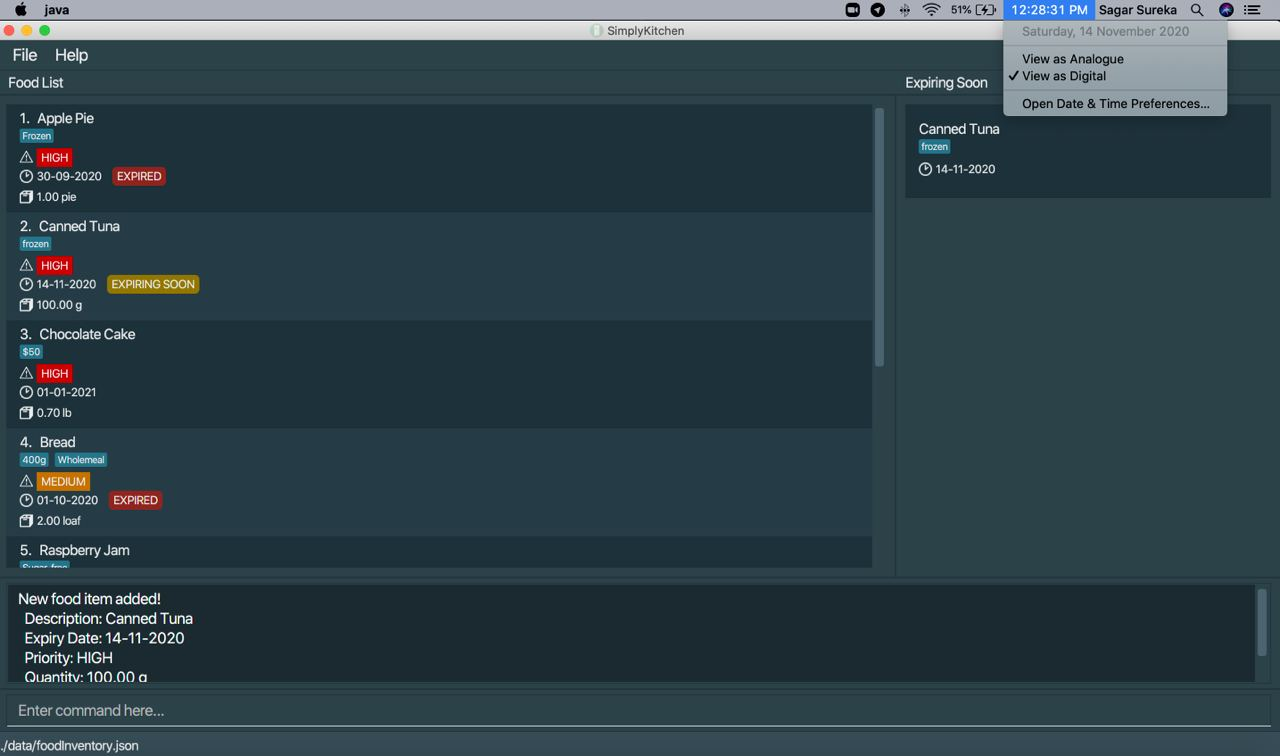 java
51%
12:28:31 PM
Sagar Sureka
SimplyKitchen
Saturday, 14 November 2020
View as Analogue
View as Digital
Open Date & Time Preferences...
File Help
Food List
1. Apple Pie
Frozen
HIGH
30-09-2020 EXPIRED
1.00 pie
2. Canned Tuna
frozen
HIGH
14-11-2020 EXPIRING SOON
100.00 g
3. Chocolate Cake
$50
HIGH
01-01-2021
0.70 lb
4. Bread
400g Wholemeal
MEDIUM
01-10-2020 EXPIRED
2.00 loaf
5. Raspberry Jam
Sugar-free
Expiring Soon
Canned Tuna
frozen
14-11-2020
New food item added!
Description: Canned Tuna
Expiry Date: 14-11-2020
Priority: HIGH
Quantity: 100.00 g
Enter command here...
./data/foodInventory.json